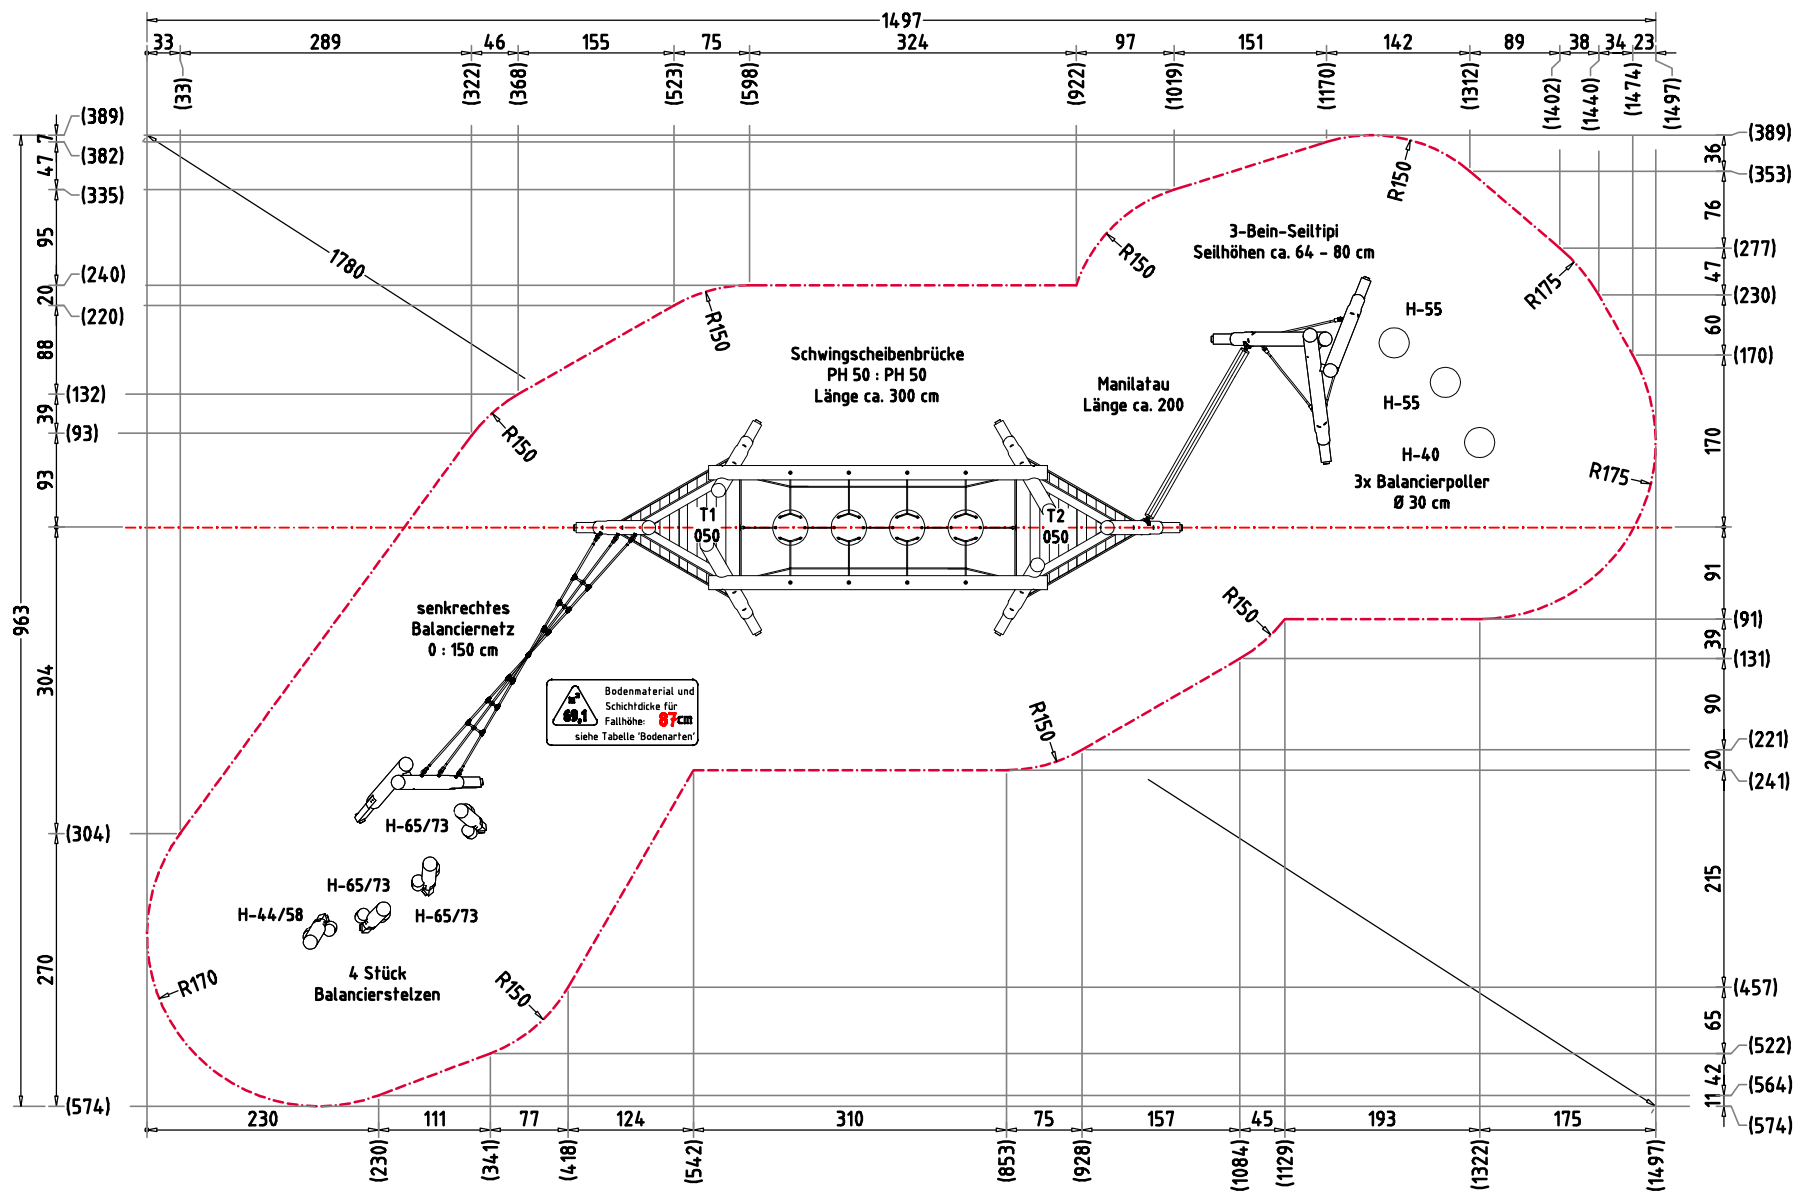 1497
33 289 46 155 75 324 97 151 142 89 38 34 23
(33) (322) (368) (523) (598) (922) (1019) (1170) (1312) (1402) (1440) (1474) (1497)
(389)
7
(382)
47
(335)
95
(240)
20
(220)
88
(132)
39
(93)
93
963
304
(304)
270
(574)
(389)
36
(353)
76
(277)
47
(230)
60
(170)
170
91
(91)
39
(131)
90
(221)
20
(241)
215
(457)
65
(522)
42
(564)
11
(574)
1780
R150
R150
R150
R150
R175
R175
R150
R150
R150
R170
3-Bein-Seiltipi
Seilhöhen ca. 64 - 80 cm
H-55
H-55
H-40
3x Balancierpoller
Ø 30 cm
Schwingscheibenbrücke
PH 50 : PH 50
Länge ca. 300 cm
Manilatau
Länge ca. 200
T1
050
T2
050
senkrechtes
Balanciernetz
0 : 150 cm
m²
69,1
Bodenmaterial und
Schichtdicke für
Fallhöhe: 87cm
siehe Tabelle 'Bodenarten'
H-65/73
H-65/73
H-65/73
H-44/58
4 Stück
Balancierstelzen
230 111 77 124 310 75 157 45 193 175
(230) (341) (418) (542) (853) (928) (1084) (1129) (1322) (1497)